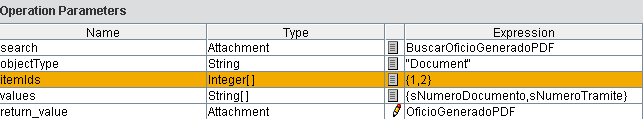 Operation Parameters
Name Type Expression
search Attachment BuscarOficioGeneradoPDF
objectType String "Document"
itemIds Integer[ ] {1,2}
values String[ ] {sNumeroDocumento,sNumeroTramite}
return_value Attachment OficioGeneradoPDF